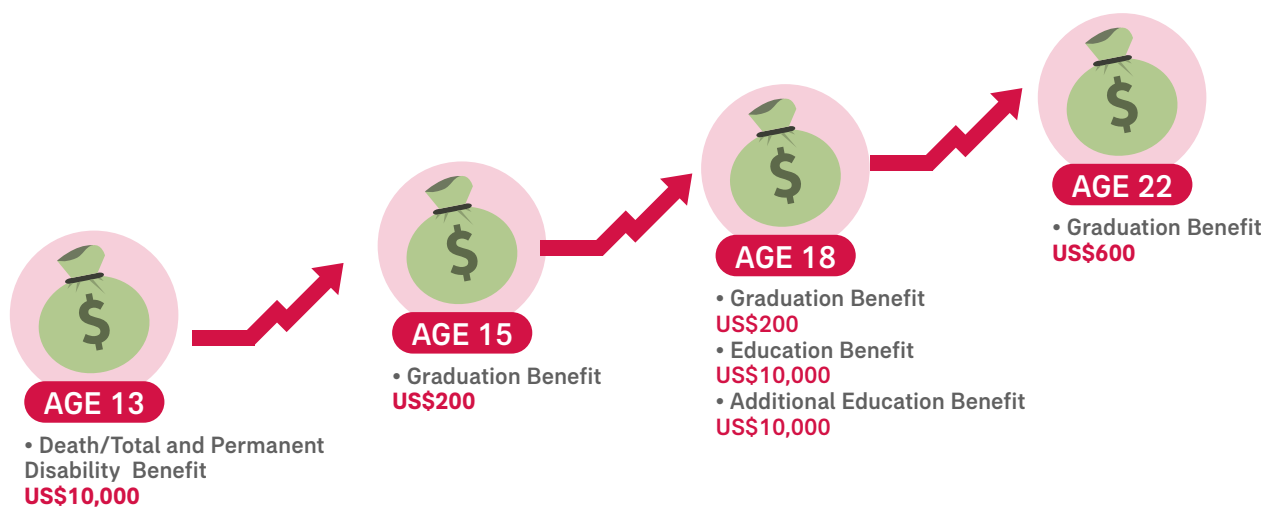 AGE 13
• Death/Total and Permanent
Disability Benefit
US$10,000
AGE 15
• Graduation Benefit
US$200
AGE 18
• Graduation Benefit
US$200
• Education Benefit
US$10,000
• Additional Education Benefit
US$10,000
AGE 22
• Graduation Benefit
US$600
$
$
$
$